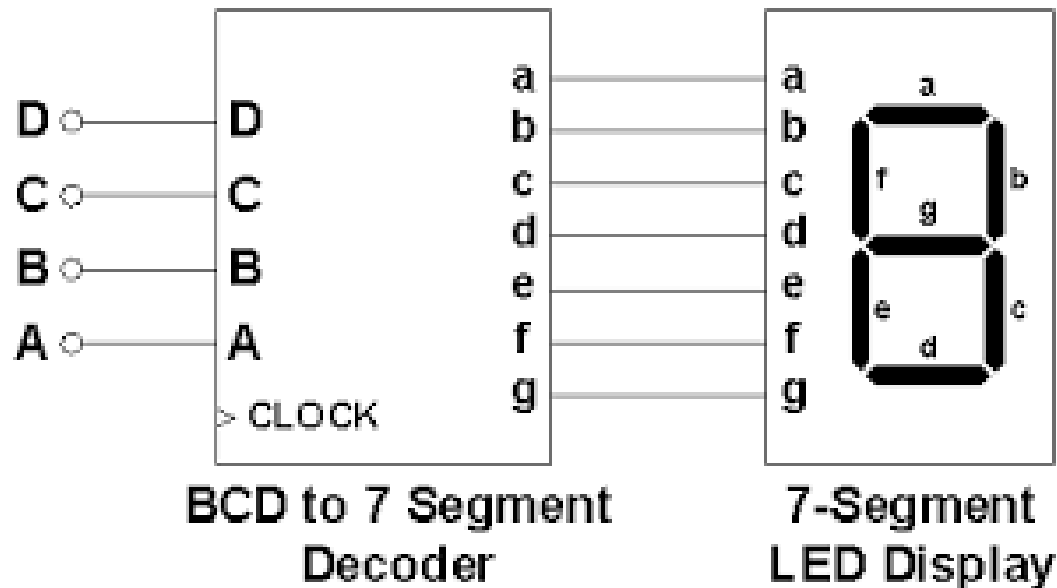 D D
C C
B B
A A
> CLOCK
a
b
c
d
e
f
g
a
b
c
d
e
f
g
a
f b
g
e c
d
BCD to 7 Segment
Decoder
7-Segment
LED Display